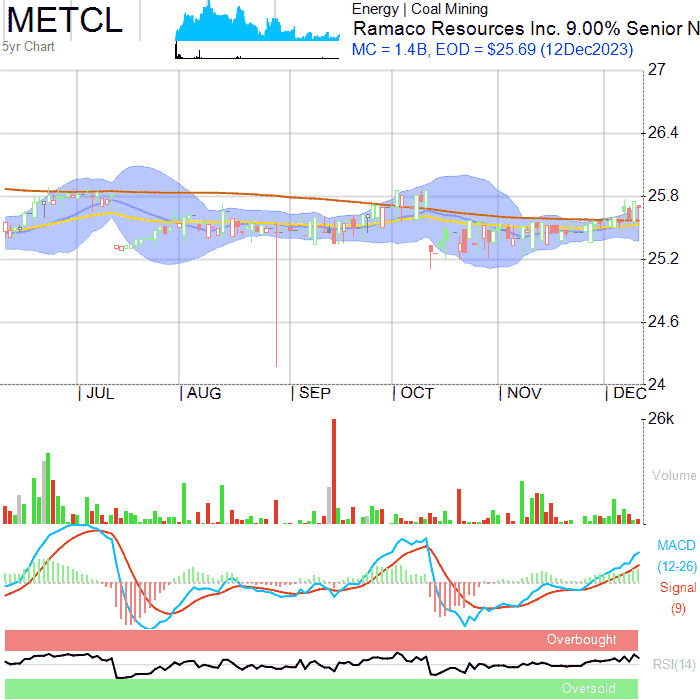 METCL
5yr Chart
Energy | Coal Mining
Ramaco Resources Inc. 9.00% Senior N
MC = 1.4B, EOD = $25.69 (12Dec2023)
27
26.4
25.8
25.2
24.6
24
| JUL | AUG | SEP | OCT | NOV | DEC
26k
Volume
MACD
(12-26)
Signal
(9)
Overbought
RSI(14)
Oversold